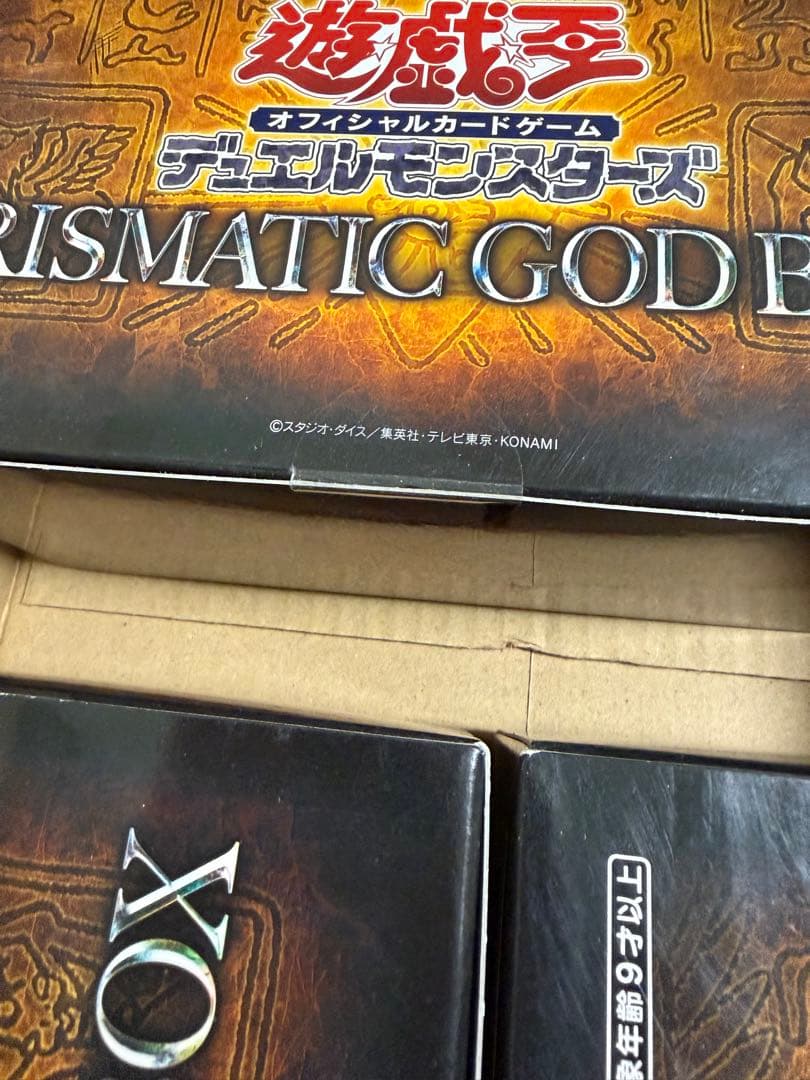 遊戯王
オフィシャルカードゲーム
デュエルモンスターズ
RISMATIC GOD B
©スタジオ・ダイス／集英社・テレビ東京・KONAMI
OX
象年齢9才以上